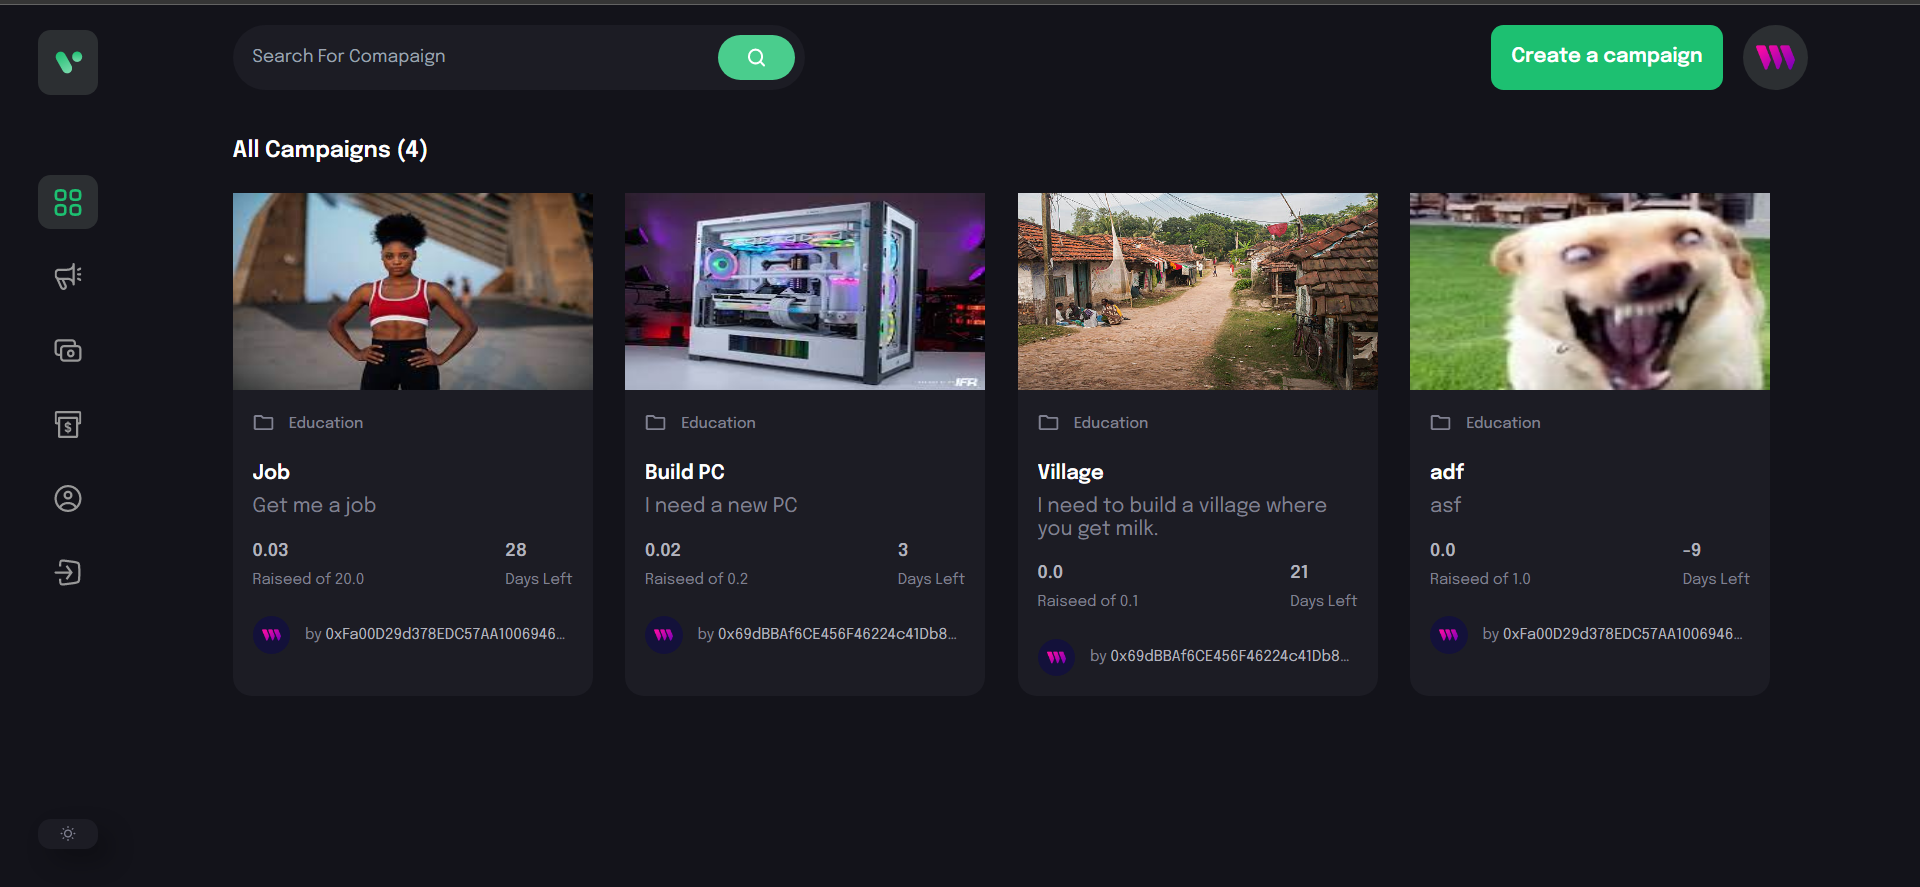 Search For Comapaign
Create a campaign
All Campaigns (4)
Education
Job
Get me a job
0.03
28
Raiseed of 20.0
Days Left
by 0xFa00D29d378EDC57AA1006946...
Education
Build PC
I need a new PC
0.02
3
Raiseed of 0.2
Days Left
by 0x69dBBAf6CE456F46224c41Db8...
Education
Village
I need to build a village where
you get milk.
0.0
21
Raiseed of 0.1
Days Left
by 0x69dBBAf6CE456F46224c41Db8...
Education
adf
asf
0.0
-9
Raiseed of 1.0
Days Left
by 0xFa00D29d378EDC57AA1006946...